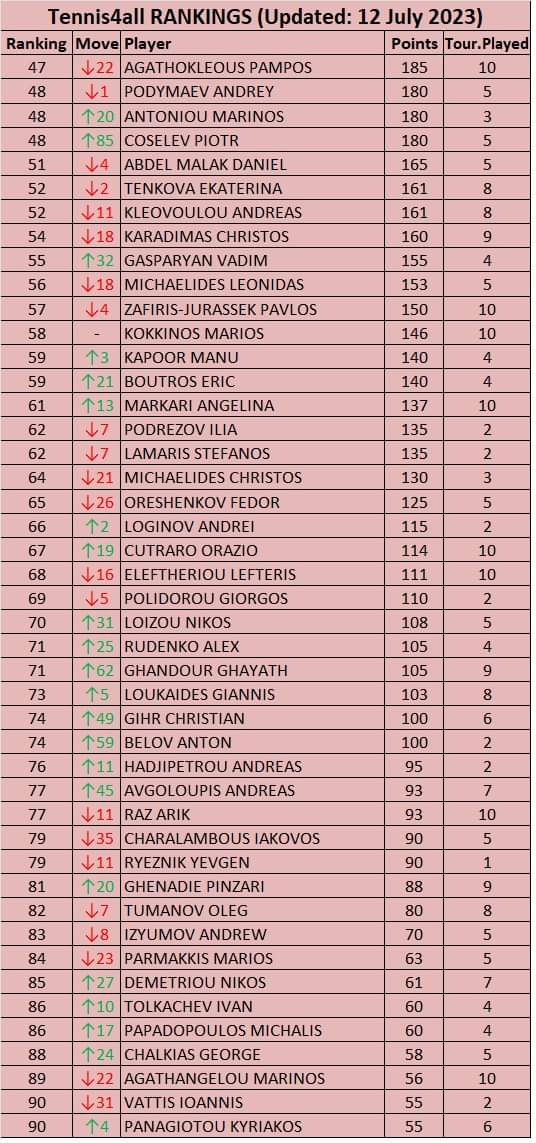 Tennis4all RANKINGS (Updated: 12 July 2023)
Ranking Move Player Points Tour.Played
47 ↓22 AGATHOKLEOUS PAMPOS 185 10
48 ↓1 PODYMAEV ANDREY 180 5
48 ↑20 ANTONIOU MARINOS 180 3
48 ↑85 COSELEV PIOTR 180 5
51 ↓4 ABDEL MALAK DANIEL 165 5
52 ↓2 TENKOVA EKATERINA 161 8
52 ↓11 KLEOVOULOU ANDREAS 161 8
54 ↓18 KARADIMAS CHRISTOS 160 9
55 ↑32 GASPARYAN VADIM 155 4
56 ↓18 MICHAELIDES LEONIDAS 153 5
57 ↓4 ZAFIRIS-JURASSEK PAVLOS 150 10
58 - KOKKINOS MARIOS 146 10
59 ↑3 KAPOOR MANU 140 4
59 ↑21 BOUTROS ERIC 140 4
61 ↑13 MARKARI ANGELINA 137 10
62 ↓7 PODREZOV ILIA 135 2
62 ↓7 LAMARIS STEFANOS 135 2
64 ↓21 MICHAELIDES CHRISTOS 130 3
65 ↓26 ORESHENKOV FEDOR 125 5
66 ↑2 LOGINOV ANDREI 115 2
67 ↑19 CUTRARO ORAZIO 114 10
68 ↓16 ELEFTHERIOU LEFTERIS 111 10
69 ↓5 POLIDOROU GIORGOS 110 2
70 ↑31 LOIZOU NIKOS 108 5
71 ↑25 RUDENKO ALEX 105 4
71 ↑62 GHANDOUR GHAYATH 105 9
73 ↑5 LOUKAIDES GIANNIS 103 8
74 ↑49 GIHR CHRISTIAN 100 6
74 ↑59 BELOV ANTON 100 2
76 ↑11 HADJIPETROU ANDREAS 95 2
77 ↑45 AVGOLOUPIS ANDREAS 93 7
77 ↓11 RAZ ARIK 93 10
79 ↓35 CHARALAMBOUS IAKOVOS 90 5
79 ↓11 RYEZNIK YEVGEN 90 1
81 ↑20 GHENADIE PINZARI 88 9
82 ↓7 TUMANOV OLEG 80 8
83 ↓8 IZYUMOV ANDREW 70 5
84 ↓23 PARMAKKIS MARIOS 63 5
85 ↑27 DEMETRIOU NIKOS 61 7
86 ↑10 TOLKACHEV IVAN 60 4
86 ↑17 PAPADOPOULOS MICHALIS 60 4
88 ↑24 CHALKIAS GEORGE 58 5
89 ↓22 AGATHANGELOU MARINOS 56 10
90 ↓31 VATTIS IOANNIS 55 2
90 ↑4 PANAGIOTOU KYRIAKOS 55 6